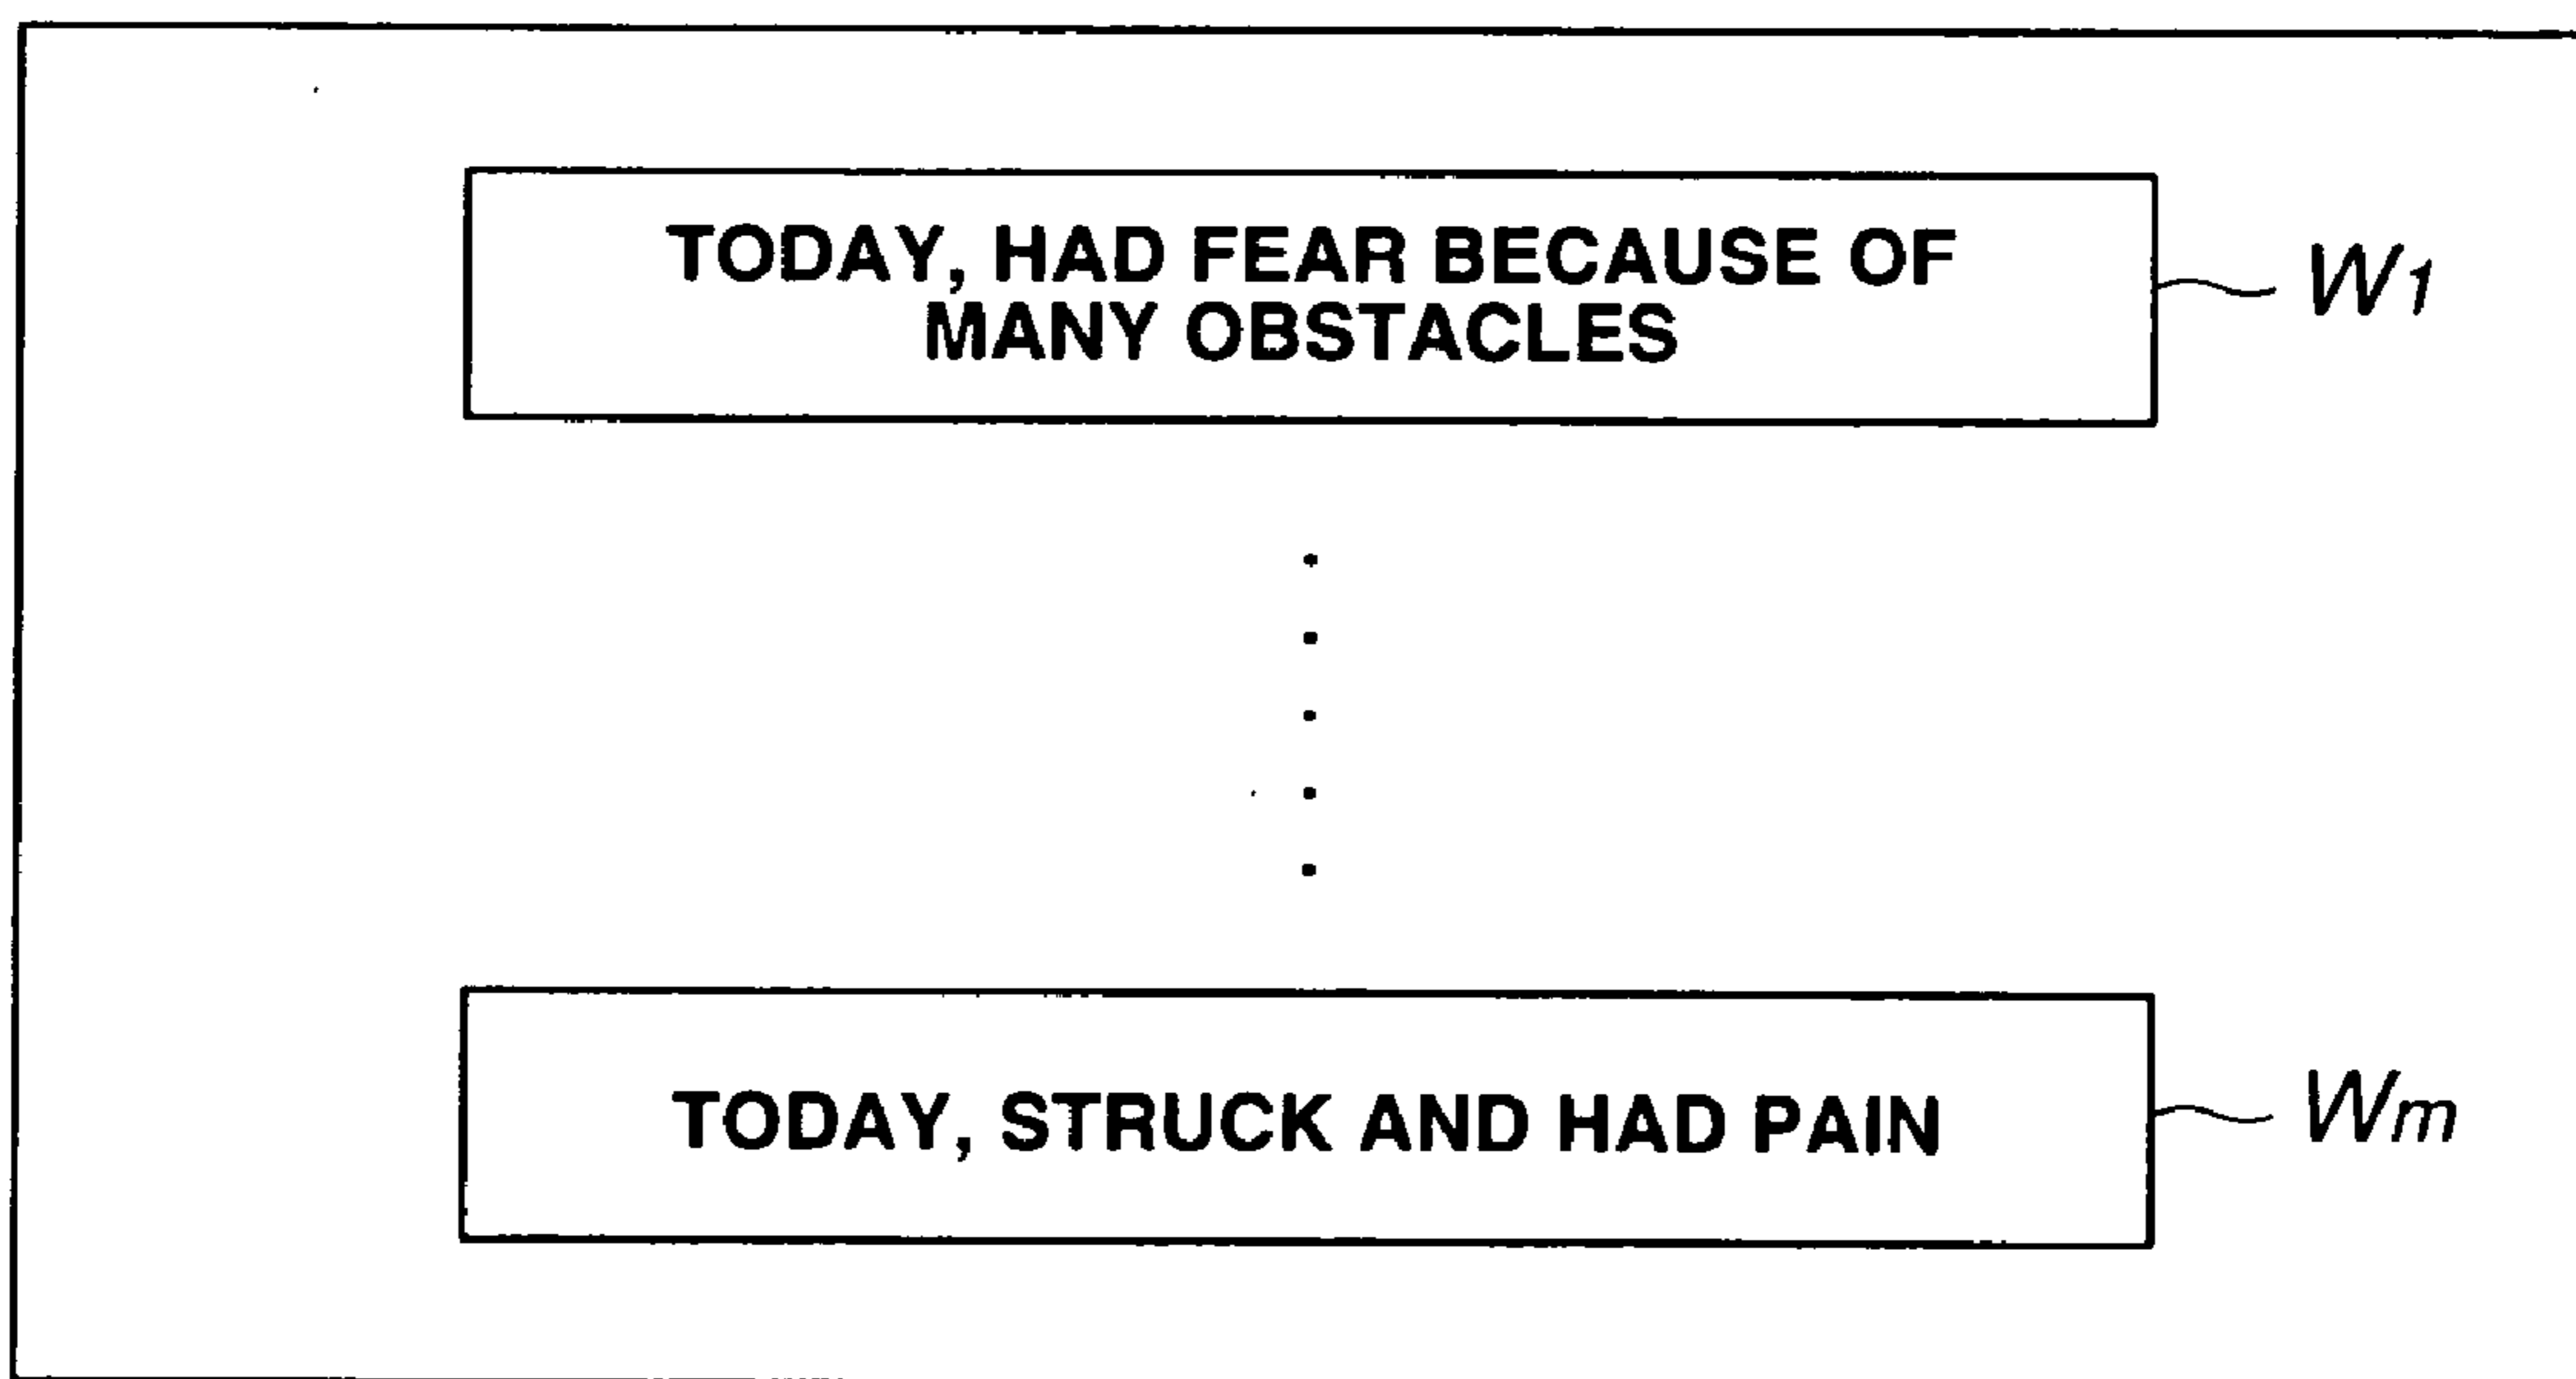 TODAY, HAD FEAR BECAUSE OF
MANY OBSTACLES
W1
TODAY, STRUCK AND HAD PAIN
Wm